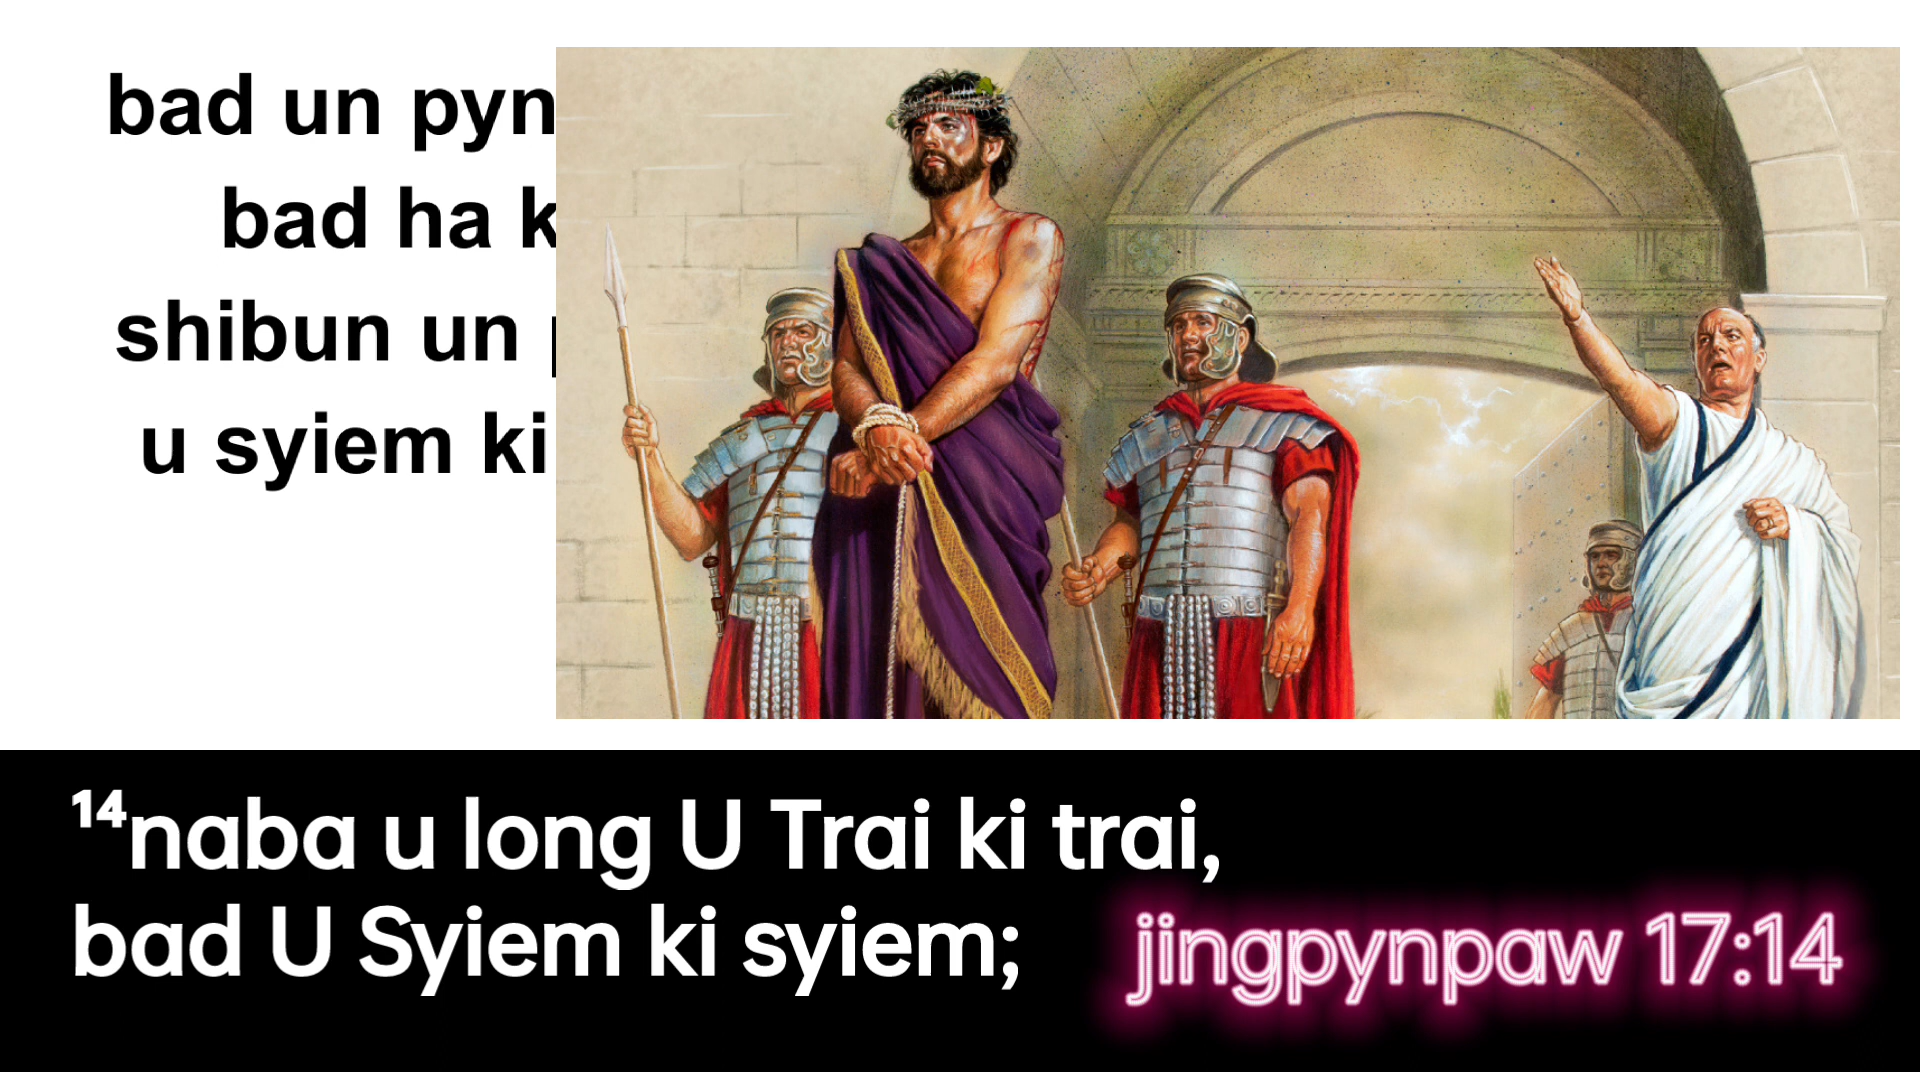 bad un pyn
bad ha k
shibun un
u syiem ki
¹⁴naba u long U Trai ki trai,
bad U Syiem ki syiem;
jingpynpaw 17:14